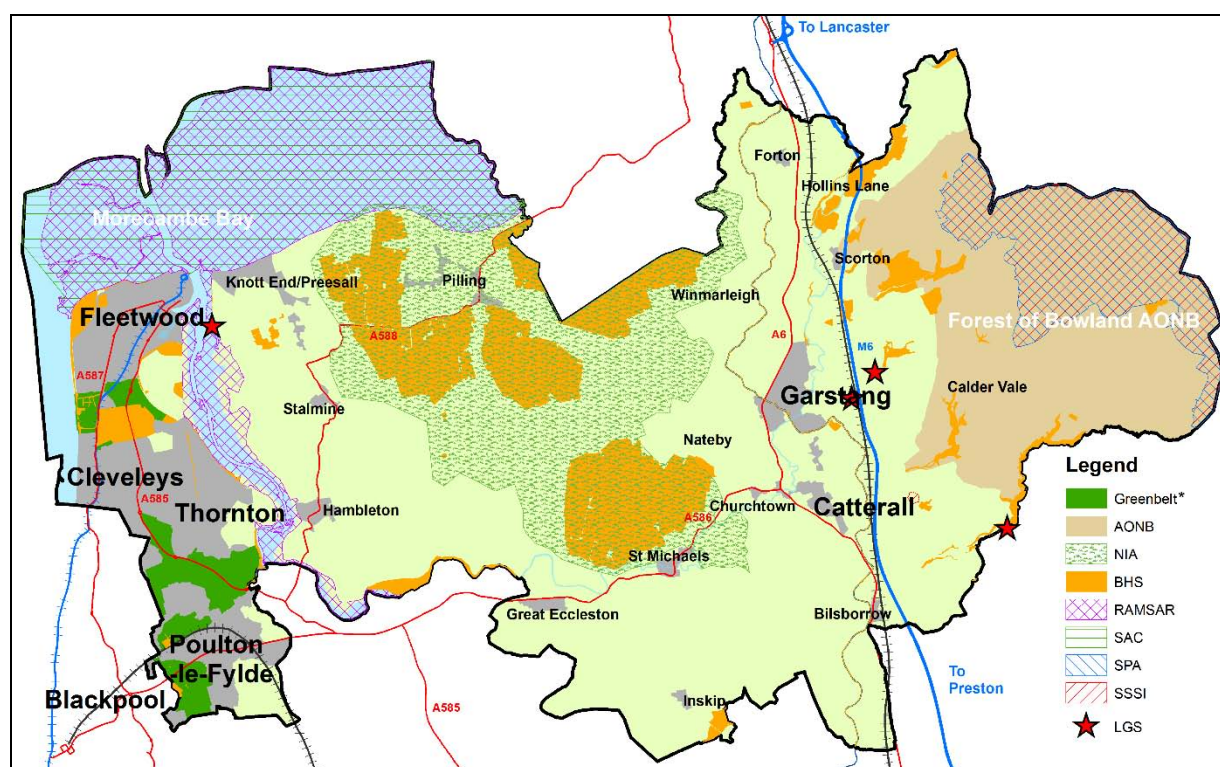 To Lancaster
Forton
Hollins Lane
Morecambe Bay
Scorton
Knott End/Preesall
Pilling
Winmarleigh
Fleetwood
A588
A6
M6
Forest of Bowland AONB
A587
Garstang
Calder Vale
Stalmine
Nateby
Cleveleys
A585
Thornton
Hambleton
Churchtown
Catterall
A586
St Michaels
Great Eccleston
Bilsborrow
Poulton
-le-Fylde
Blackpool
A585
Inskip
To
Preston
Legend
Greenbelt*
AONB
NIA
BHS
RAMSAR
SAC
SPA
SSSI
LGS